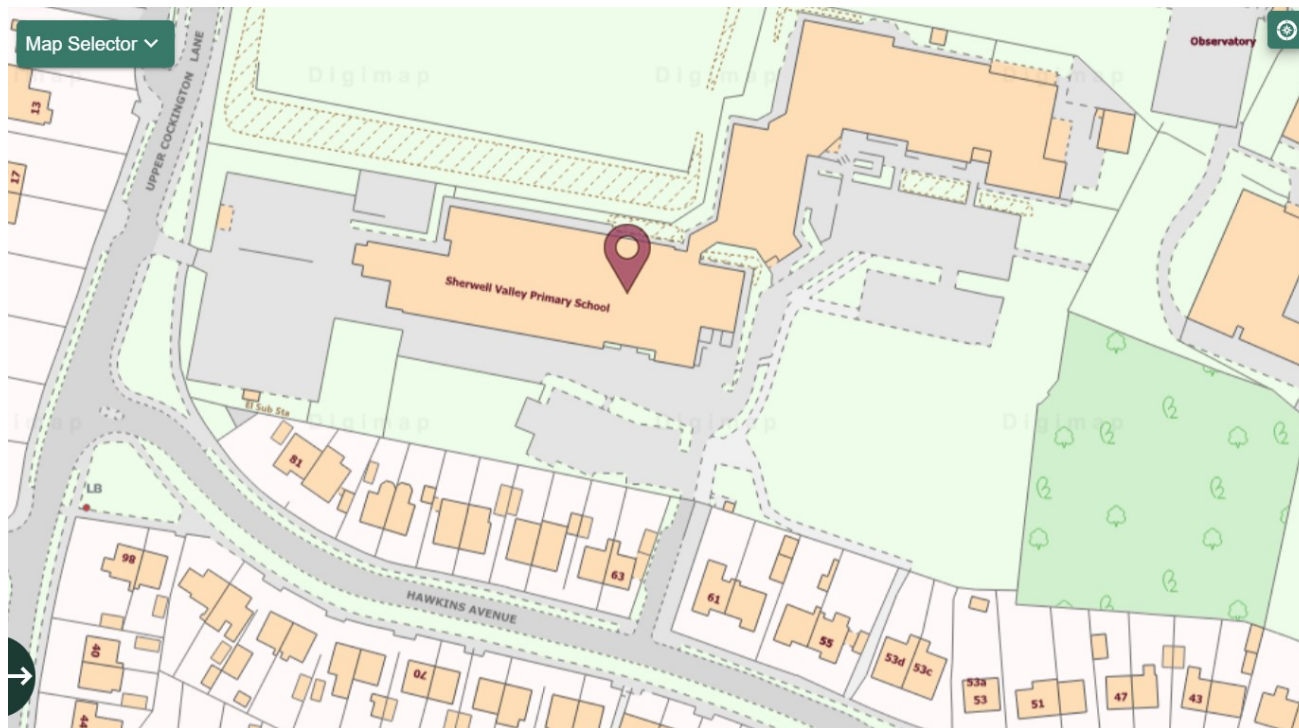 Map Selector
Observatory
Digimap
Digimap
Digimap
13
UPPER COCKINGTON LANE
17
Sherwell Valley Primary School
El Sub Sta
Digimap
Digimap
Digimap
81
LB
98
63
HAWKINS AVENUE
61
55
53d
53c
40
70
53a
53
51
47
43
44